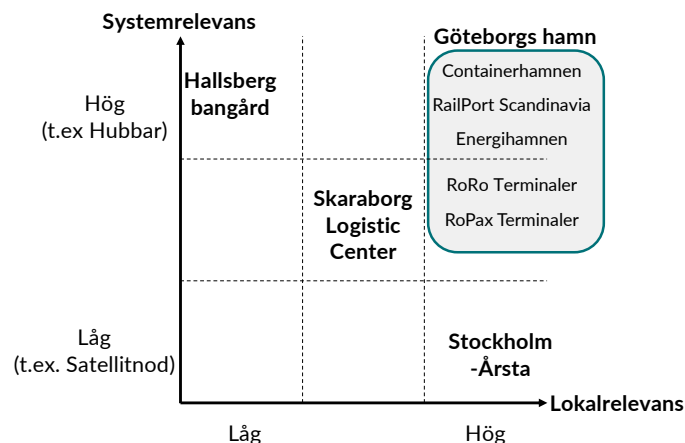 Systemrelevans
Göteborgs hamn
Hallsberg
bangård
Containerhamnen
RailPort Scandinavia
Energihamnen
Hög
(t.ex Hubbar)
Skaraborg
Logistic
Center
RoRo Terminaler
RoPax Terminaler
Låg
(t.ex. Satellitnod)
Stockholm
-Årsta
Lokalrelevans
Låg
Hög